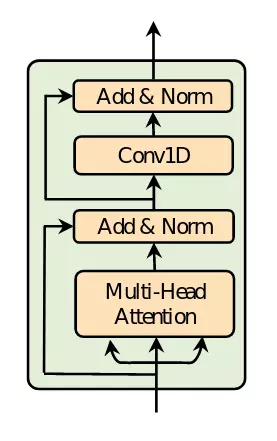 Add & Norm
Conv1D
Add & Norm
Multi-Head
Attention